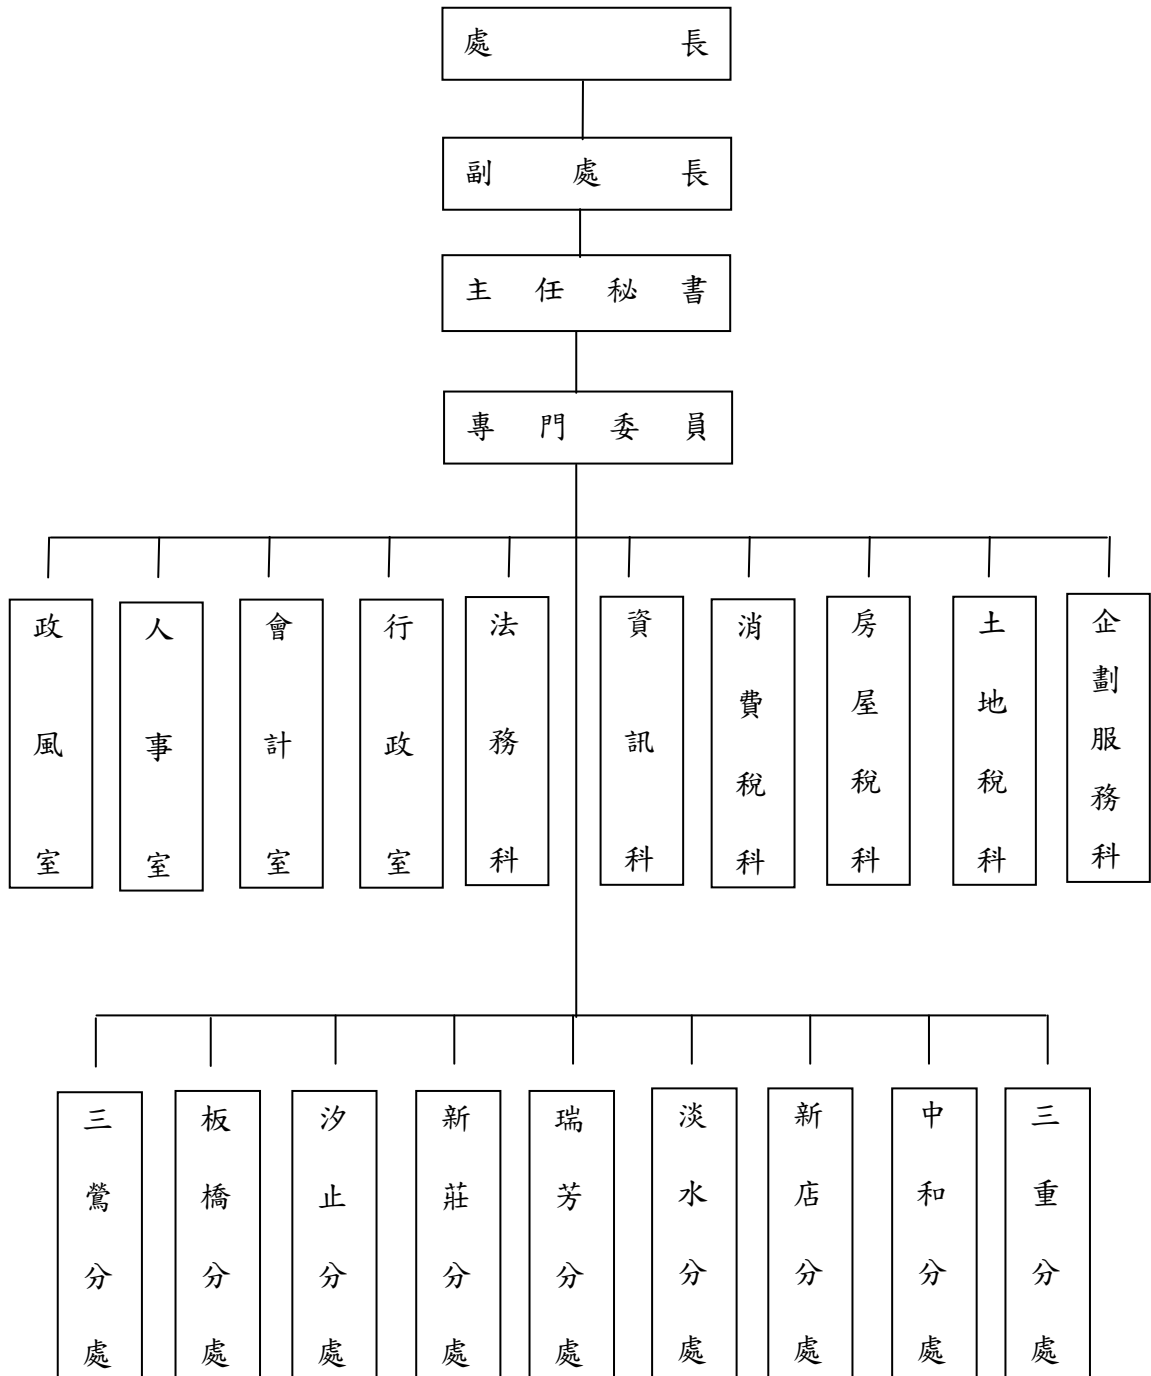 處長
副處長
主任秘書
專門委員
政風室
人事室
會計室
行政室
法務科
資訊科
消費稅科
房屋稅科
土地稅科
企劃服務科
三鶯分處
板橋分處
汐止分處
新莊分處
瑞芳分處
淡水分處
新店分處
中和分處
三重分處